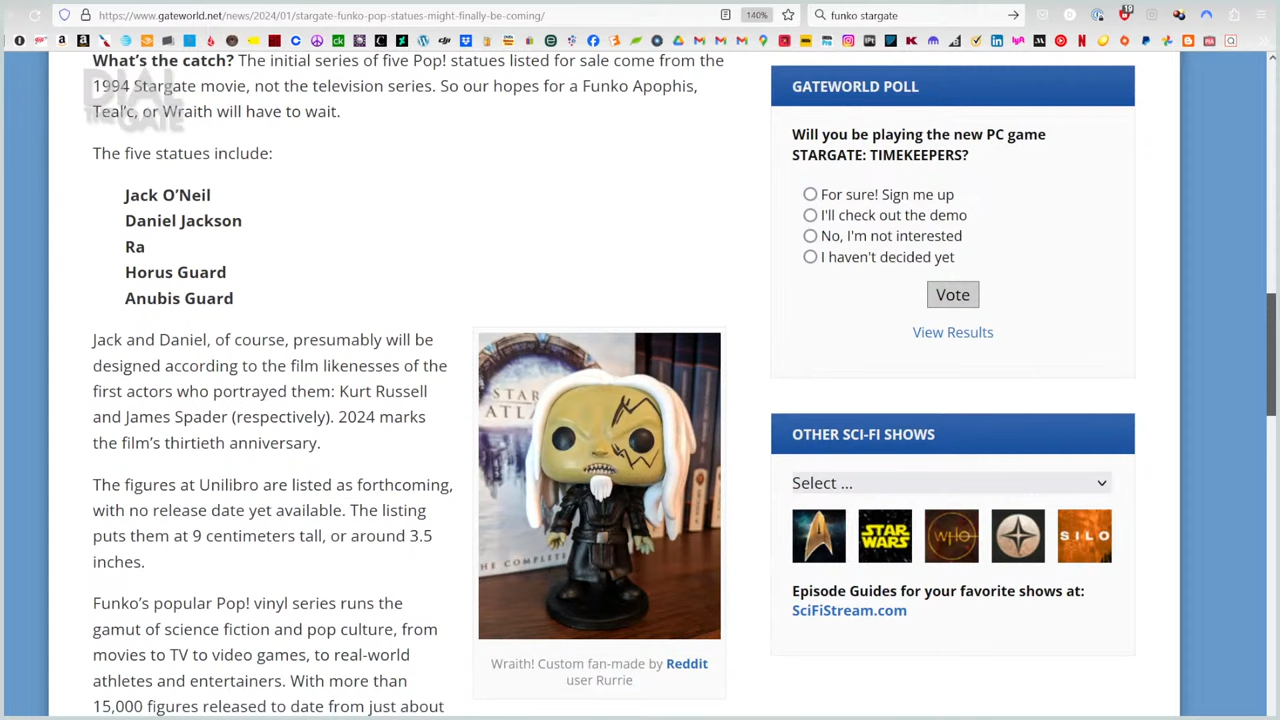 https://www.gateworld.net/news/2024/01/stargate-funko-pop-statues-might-finally-be-coming/
140%
funko stargate
19
What's the catch? The initial series of five Pop! statues listed for sale come from the
1994 Stargate movie, not the television series. So our hopes for a Funko Apophis,
Teal'c, or Wraith will have to wait.
DIAL
THE GATE
The five statues include:
Jack O'Neil
Daniel Jackson
Ra
Horus Guard
Anubis Guard
Jack and Daniel, of course, presumably will be
designed according to the film likenesses of the
first actors who portrayed them: Kurt Russell
and James Spader (respectively). 2024 marks
the film's thirtieth anniversary.
The figures at Unilibro are listed as forthcoming,
with no release date yet available. The listing
puts them at 9 centimeters tall, or around 3.5
inches.
Funko's popular Pop! vinyl series runs the
gamut of science fiction and pop culture, from
movies to TV to video games, to real-world
athletes and entertainers. With more than
15,000 figures released to date from just about
STAR
ATL
THE COMPLETE
Wraith! Custom fan-made by Reddit
user Rurrie
GATEWORLD POLL
Will you be playing the new PC game
STARGATE: TIMEKEEPERS?
For sure! Sign me up
I'll check out the demo
No, I'm not interested
I haven't decided yet
Vote
View Results
OTHER SCI-FI SHOWS
Select ...
STAR WARS
WHO
SILO
Episode Guides for your favorite shows at:
SciFiStream.com